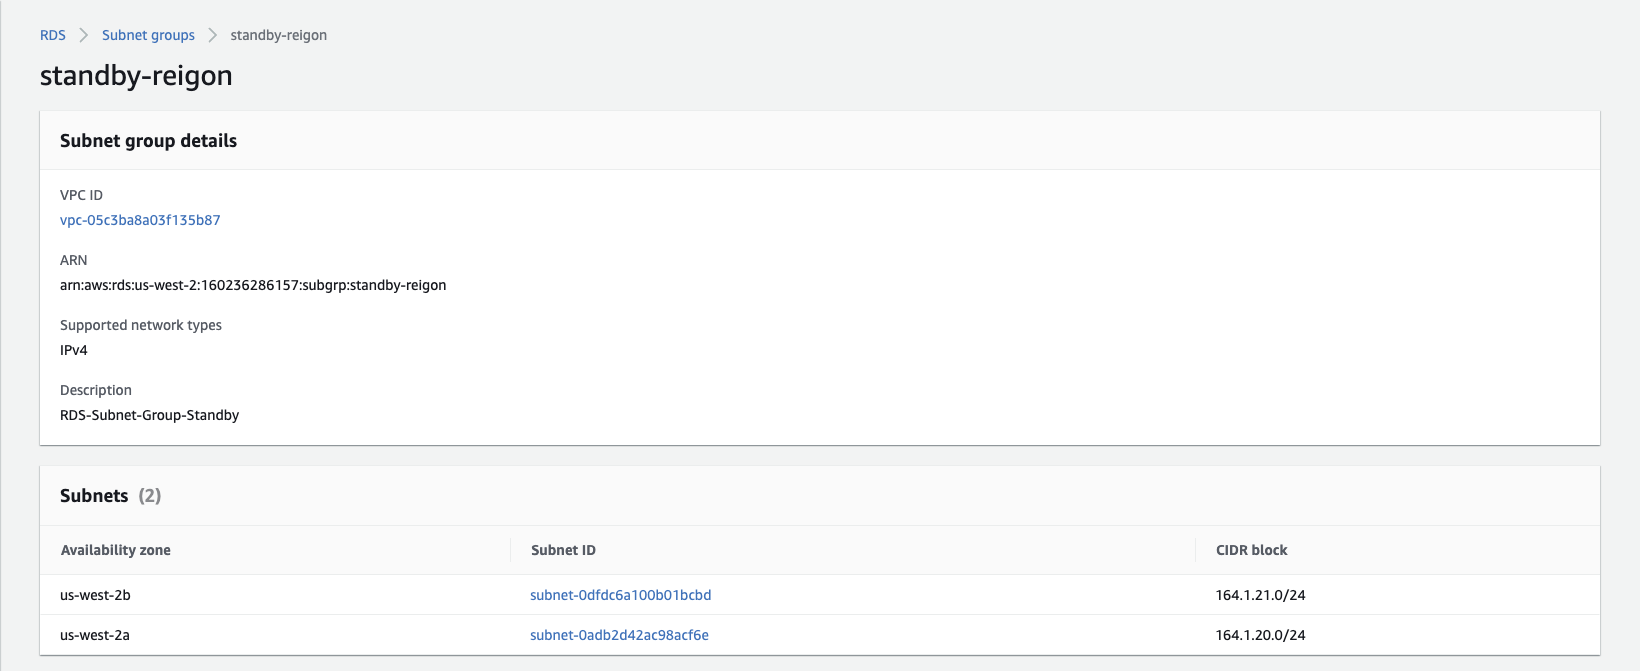 RDS > Subnet groups > standby-reigon
standby-reigon
Subnet group details
VPC ID
vpc-05c3ba8a03f135b87
ARN
arn:aws:rds:us-west-2:160236286157:subgrp:standby-reigon
Supported network types
IPv4
Description
RDS-Subnet-Group-Standby
Subnets (2)
Availability zone Subnet ID CIDR block
us-west-2b subnet-0dfdc6a100b01bcbd 164.1.21.0/24
us-west-2a subnet-0adb2d42ac98acf6e 164.1.20.0/24